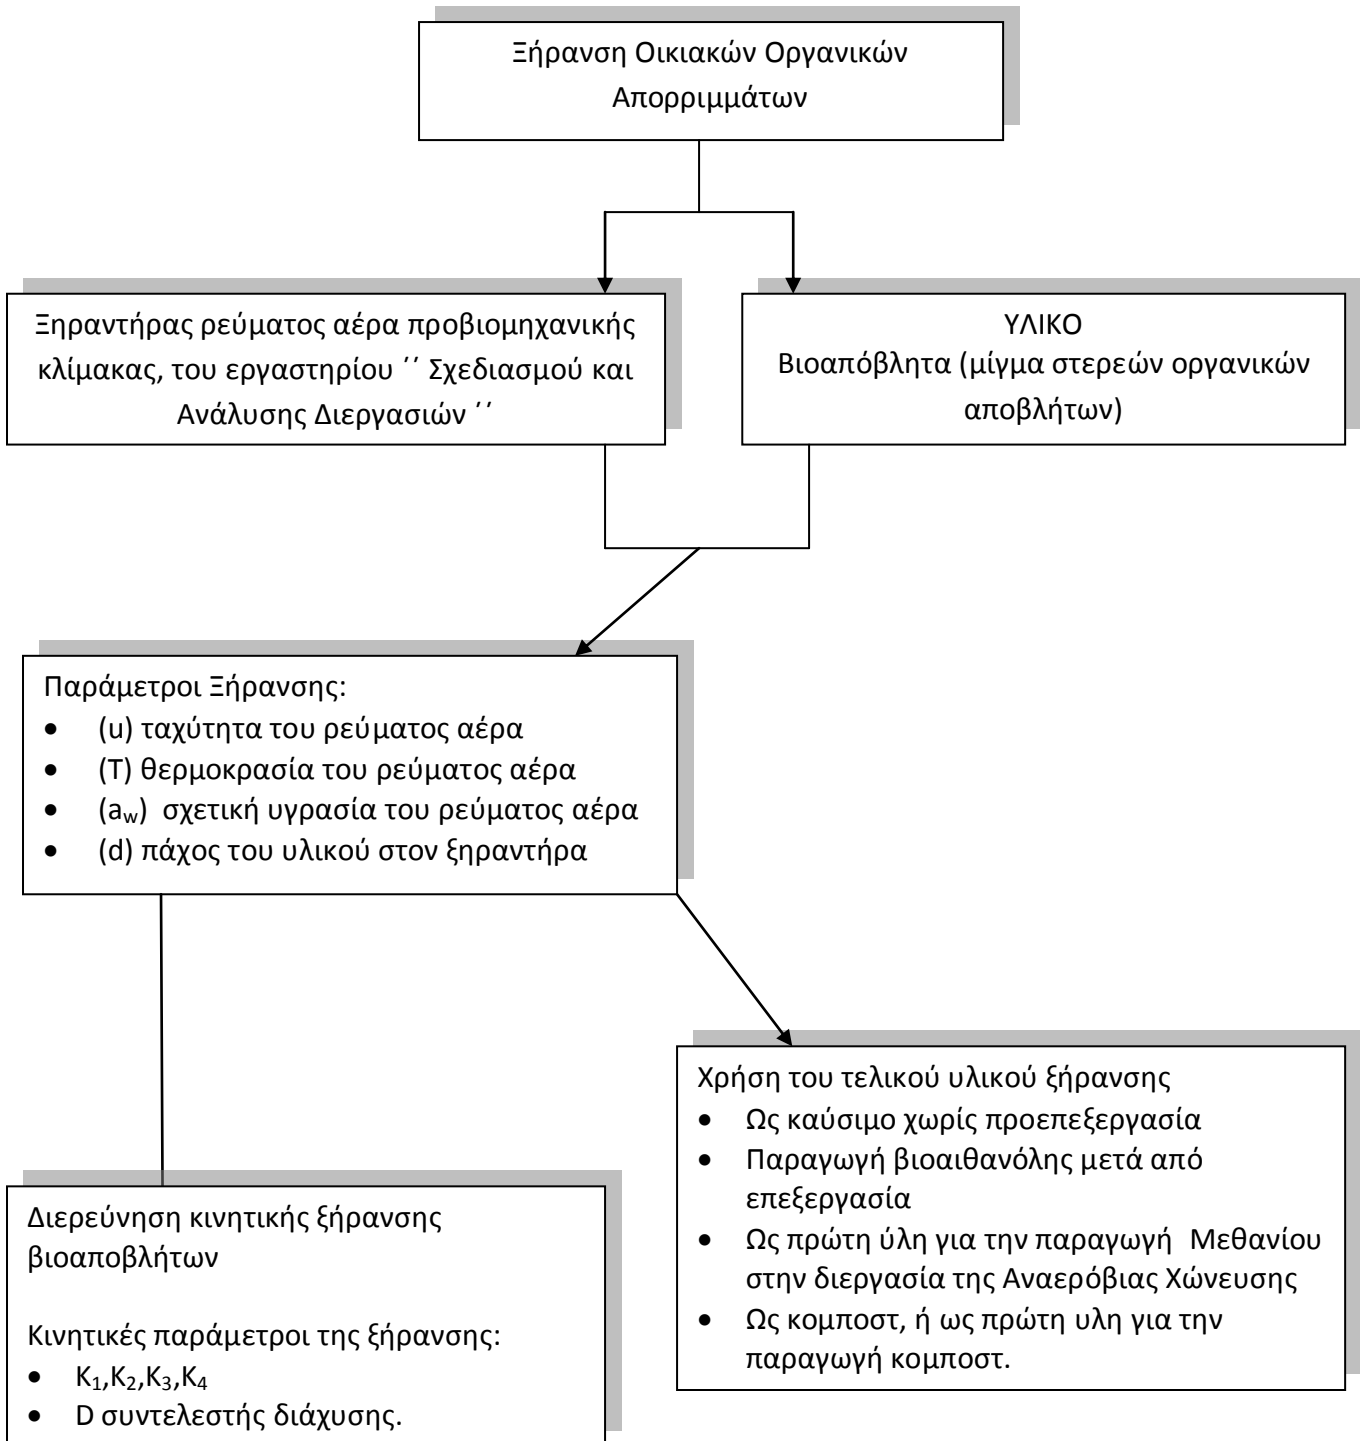 Ξήρανση Οικιακών Οργανικών
Απορριμμάτων
Ξηραντήρας ρεύματος αέρα προβιομηχανικής
κλίμακας, του εργαστηρίου ΄΄ Σχεδιασμού και
Ανάλυσης Διεργασιών ΄΄
ΥΛΙΚΟ
Βιοαπόβλητα (μίγμα στερεών οργανικών
αποβλήτων)
Παράμετροι Ξήρανσης:
• (u) ταχύτητα του ρεύματος αέρα
• (T) θερμοκρασία του ρεύματος αέρα
• (a_w) σχετική υγρασία του ρεύματος αέρα
• (d) πάχος του υλικού στον ξηραντήρα
Χρήση του τελικού υλικού ξήρανσης
• Ως καύσιμο χωρίς προεπεξεργασία
• Παραγωγή βιοαιθανόλης μετά από
επεξεργασία
• Ως πρώτη ύλη για την παραγωγή Μεθανίου
στην διεργασία της Αναερόβιας Χώνευσης
• Ως κομποστ, ή ως πρώτη υλη για την
παραγωγή κομποστ.
Διερεύνηση κινητικής ξήρανσης
βιοαποβλήτων
Κινητικές παράμετροι της ξήρανσης:
• K₁,K₂,K₃,K₄
• D συντελεστής διάχυσης.